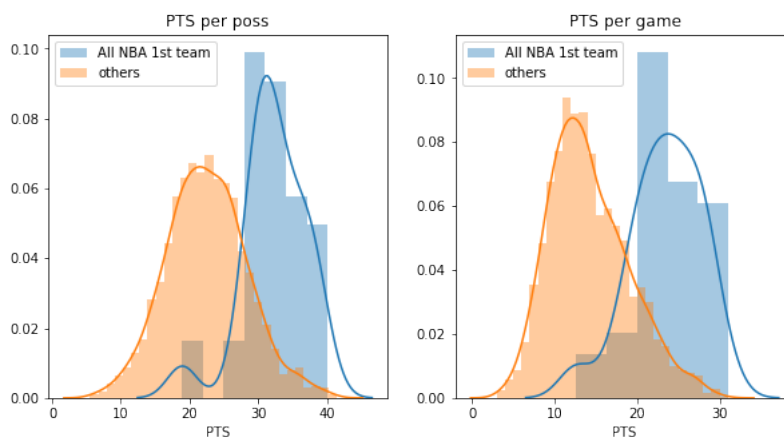 PTS per poss
All NBA 1st team
others
0.10
0.08
0.06
0.04
0.02
0.00
0 10 20 30 40
PTS
PTS per game
All NBA 1st team
others
0.10
0.08
0.06
0.04
0.02
0.00
0 10 20 30
PTS